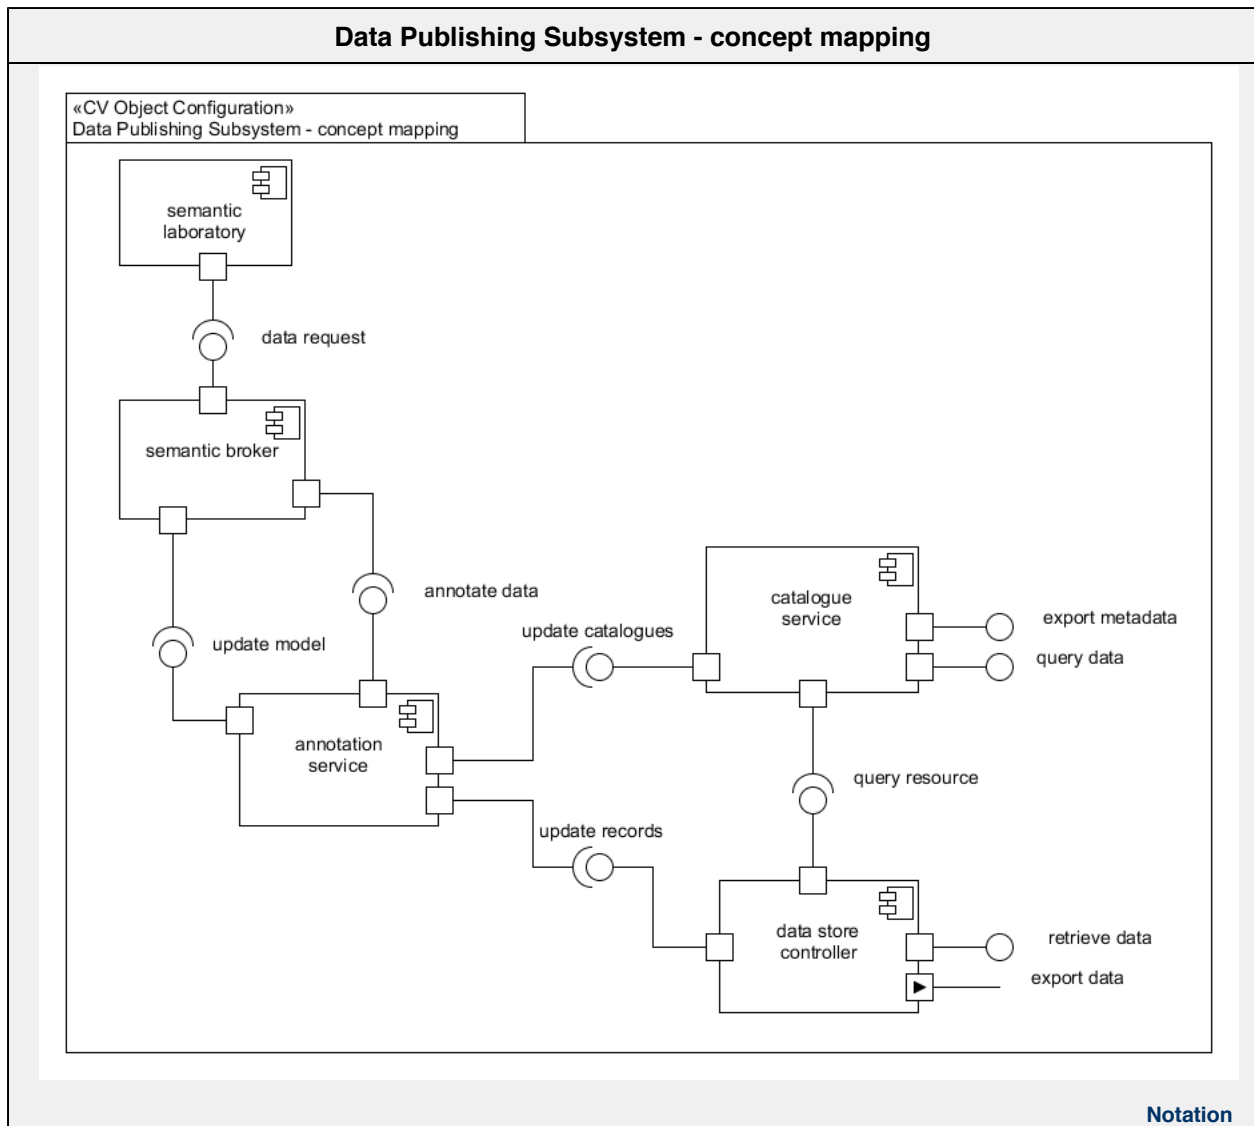 Data Publishing Subsystem - concept mapping
«CV Object Configuration»
Data Publishing Subsystem - concept mapping
semantic
laboratory
data request
semantic broker
annotate data
update model
update catalogues
catalogue
service
export metadata
query data
annotation
service
query resource
update records
data store
controller
retrieve data
export data
Notation